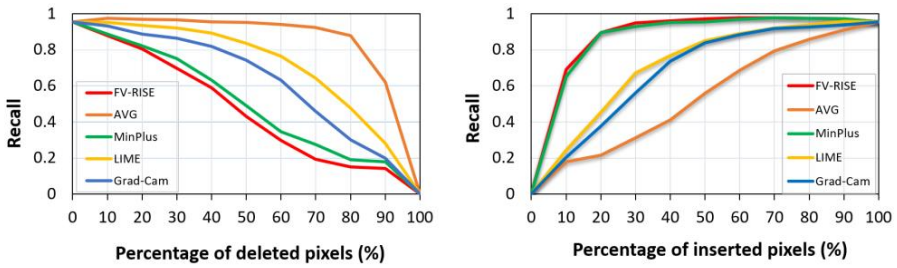 1
0.8
0.6
0.4
0.2
0
Recall
FV-RISE
AVG
MinPlus
LIME
Grad-Cam
0 10 20 30 40 50 60 70 80 90 100
Percentage of deleted pixels (%)
1
0.8
0.6
0.4
0.2
0
Recall
FV-RISE
AVG
MinPlus
LIME
Grad-Cam
0 10 20 30 40 50 60 70 80 90 100
Percentage of inserted pixels (%)